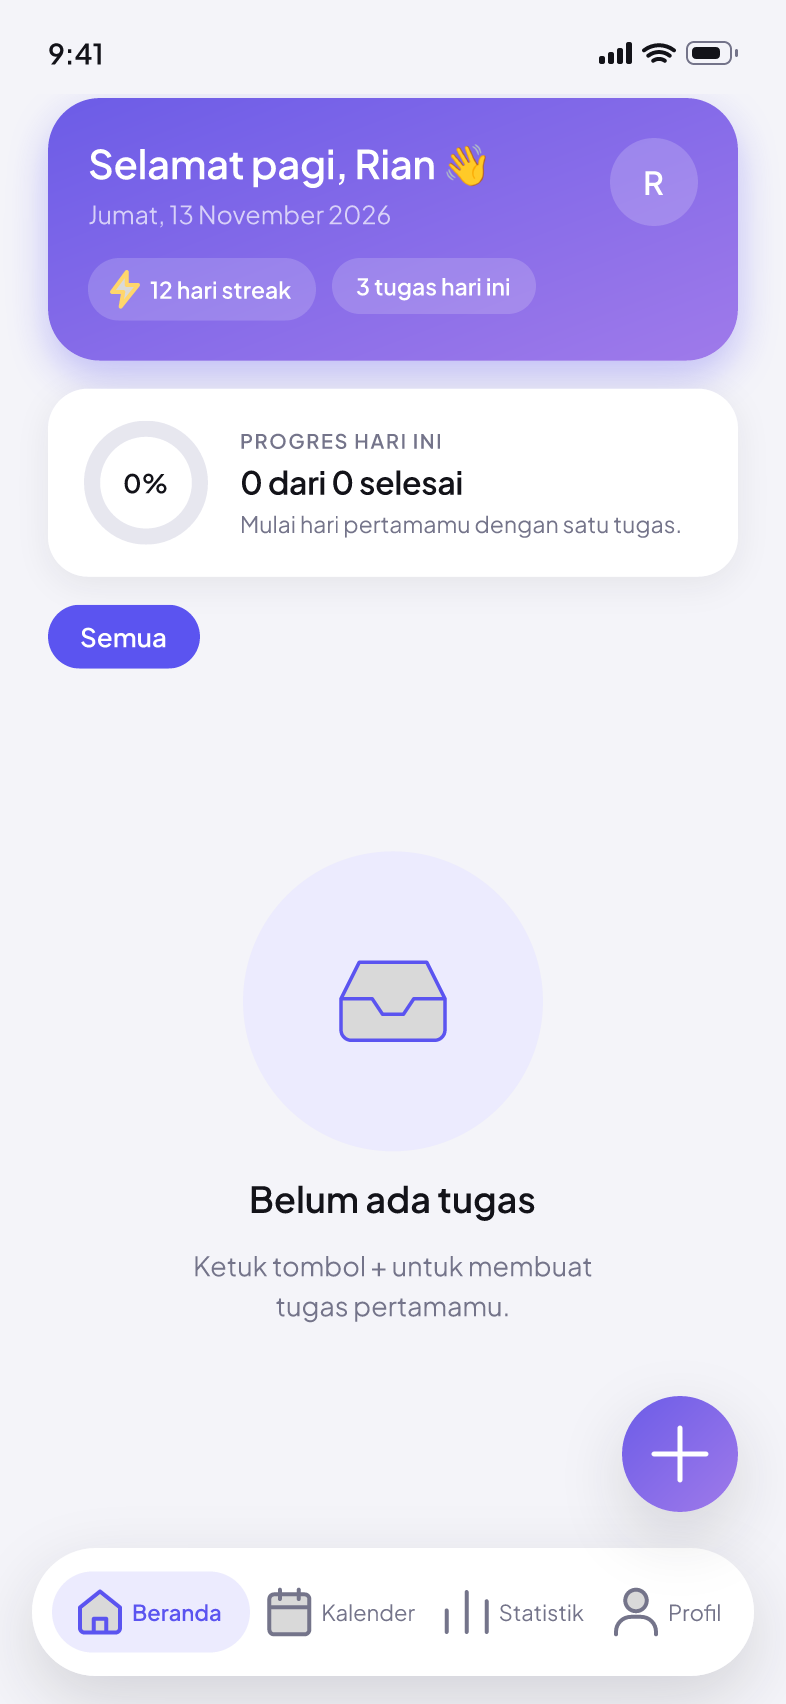 9:41
Selamat pagi, Rian 👋
R
Jumat, 13 November 2026
12 hari streak
3 tugas hari ini
PROGRES HARI INI
0%
0 dari 0 selesai
Mulai hari pertamamu dengan satu tugas.
Semua
Belum ada tugas
Ketuk tombol + untuk membuat
tugas pertamamu.
Beranda
Kalender
Statistik
Profil